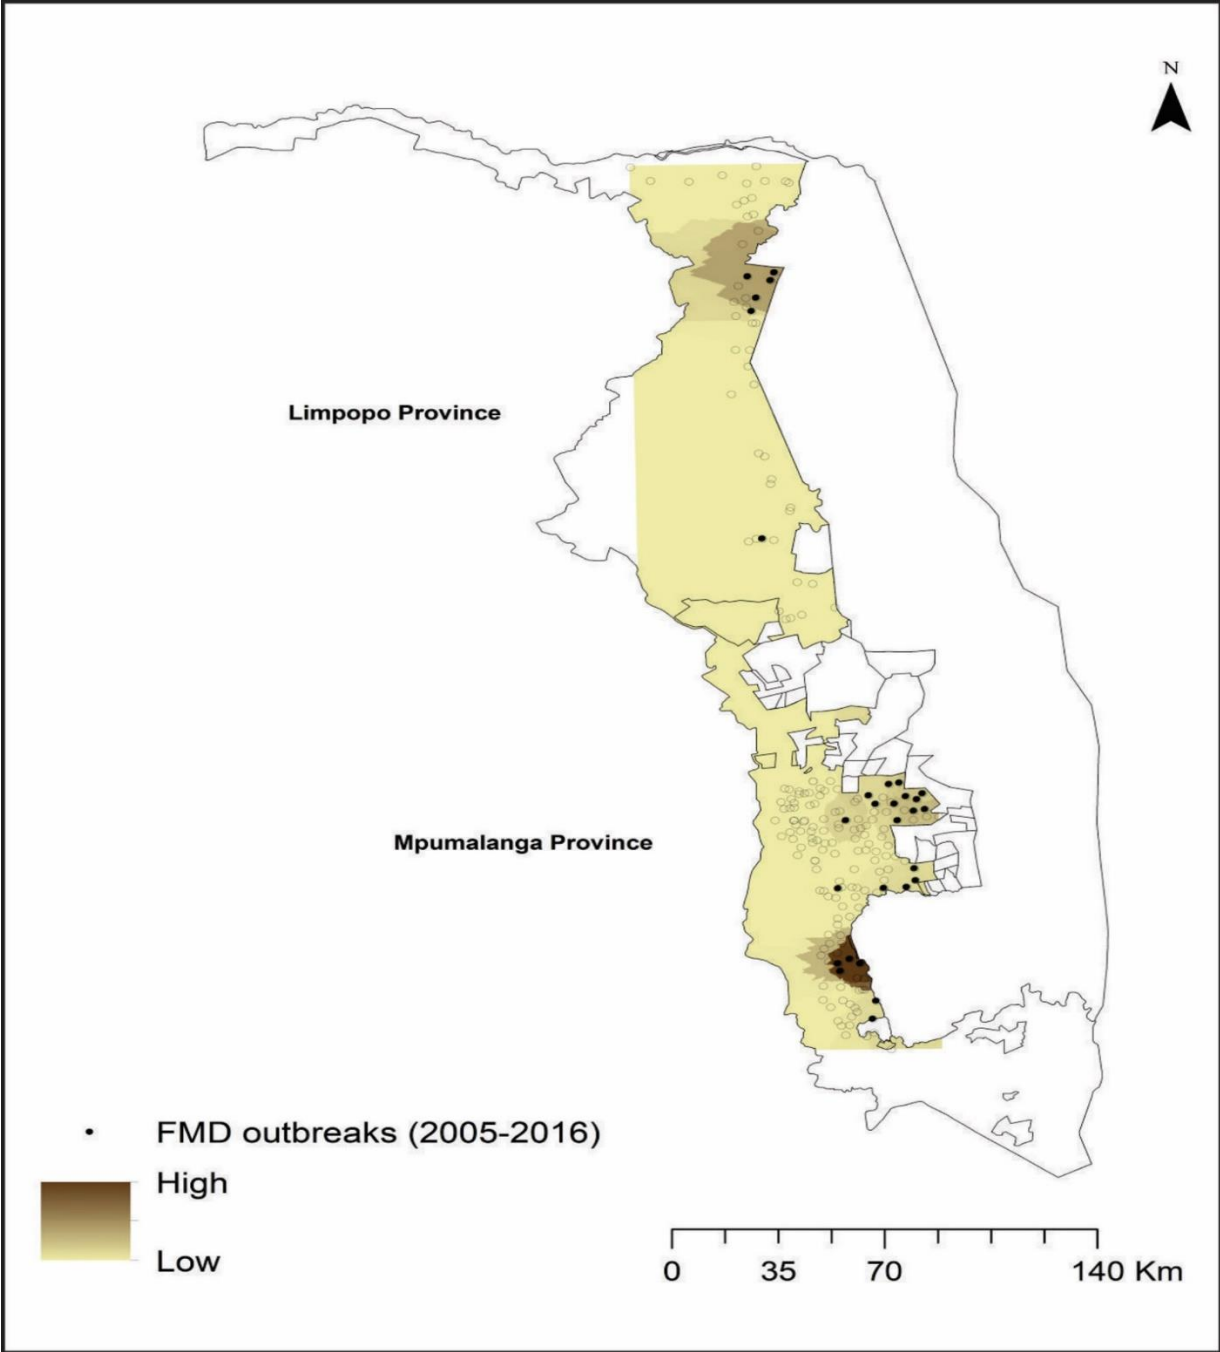 N
Limpopo Province
Mpumalanga Province
FMD outbreaks (2005-2016)
High
Low
0 35 70 140 Km